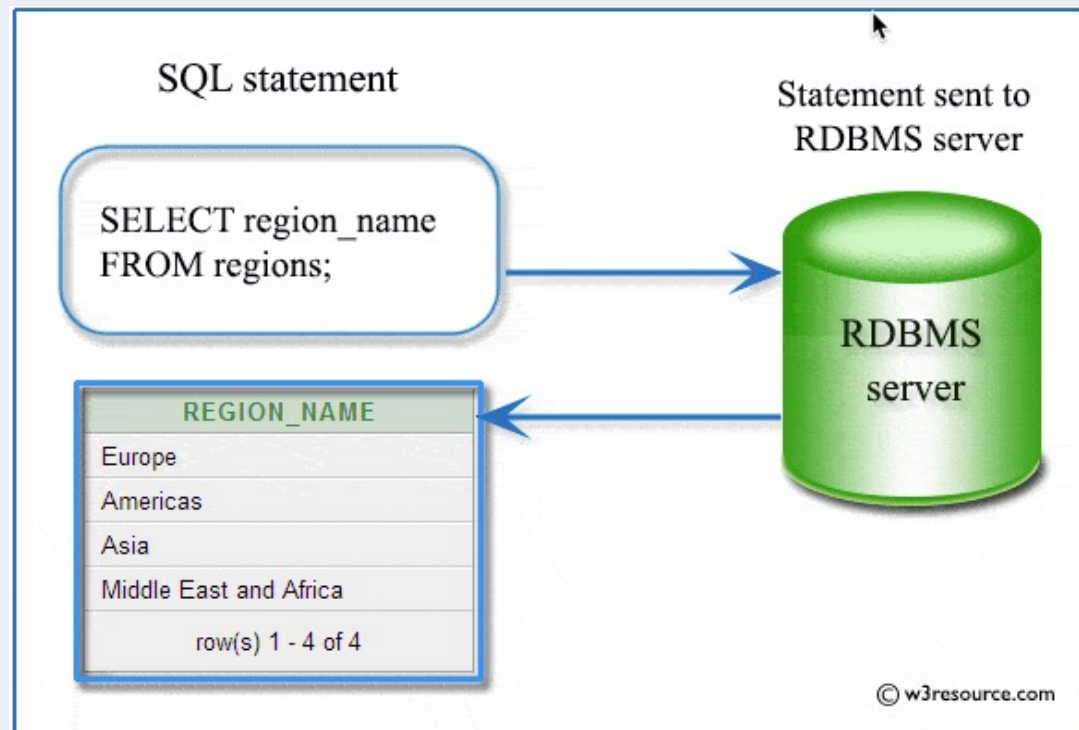 SQL statement
Statement sent to
RDBMS server
SELECT region_name
FROM regions;
RDBMS
server
REGION_NAME
Europe
Americas
Asia
Middle East and Africa
row(s) 1 - 4 of 4
© w3resource.com